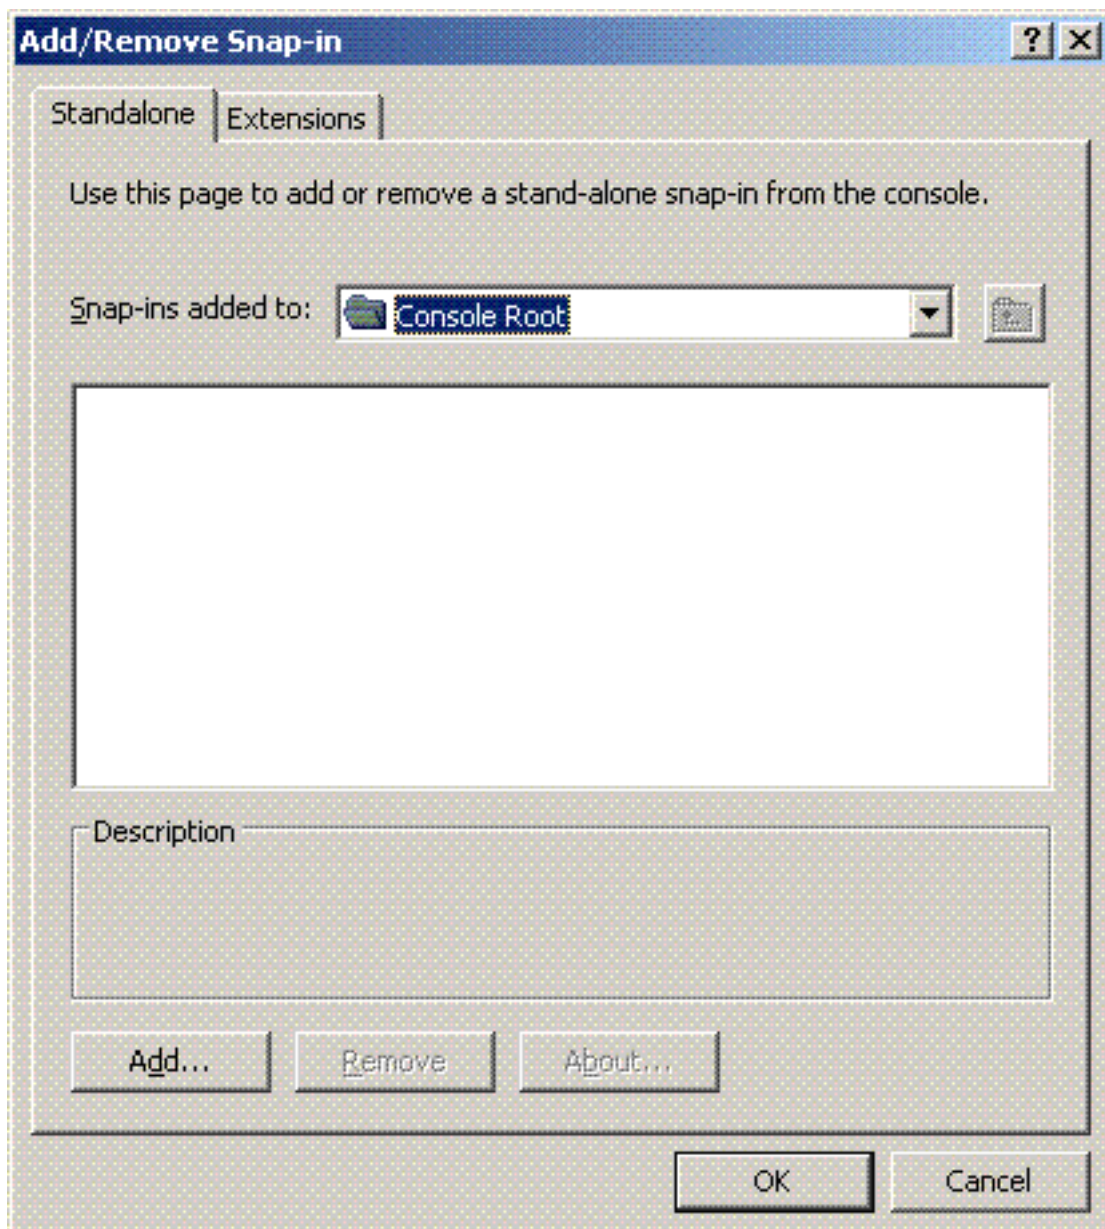 Add/Remove Snap-in
Standalone
Extensions
Use this page to add or remove a stand-alone snap-in from the console.
Snap-ins added to:
Console Root
Description
Add...
Remove
About...
OK
Cancel